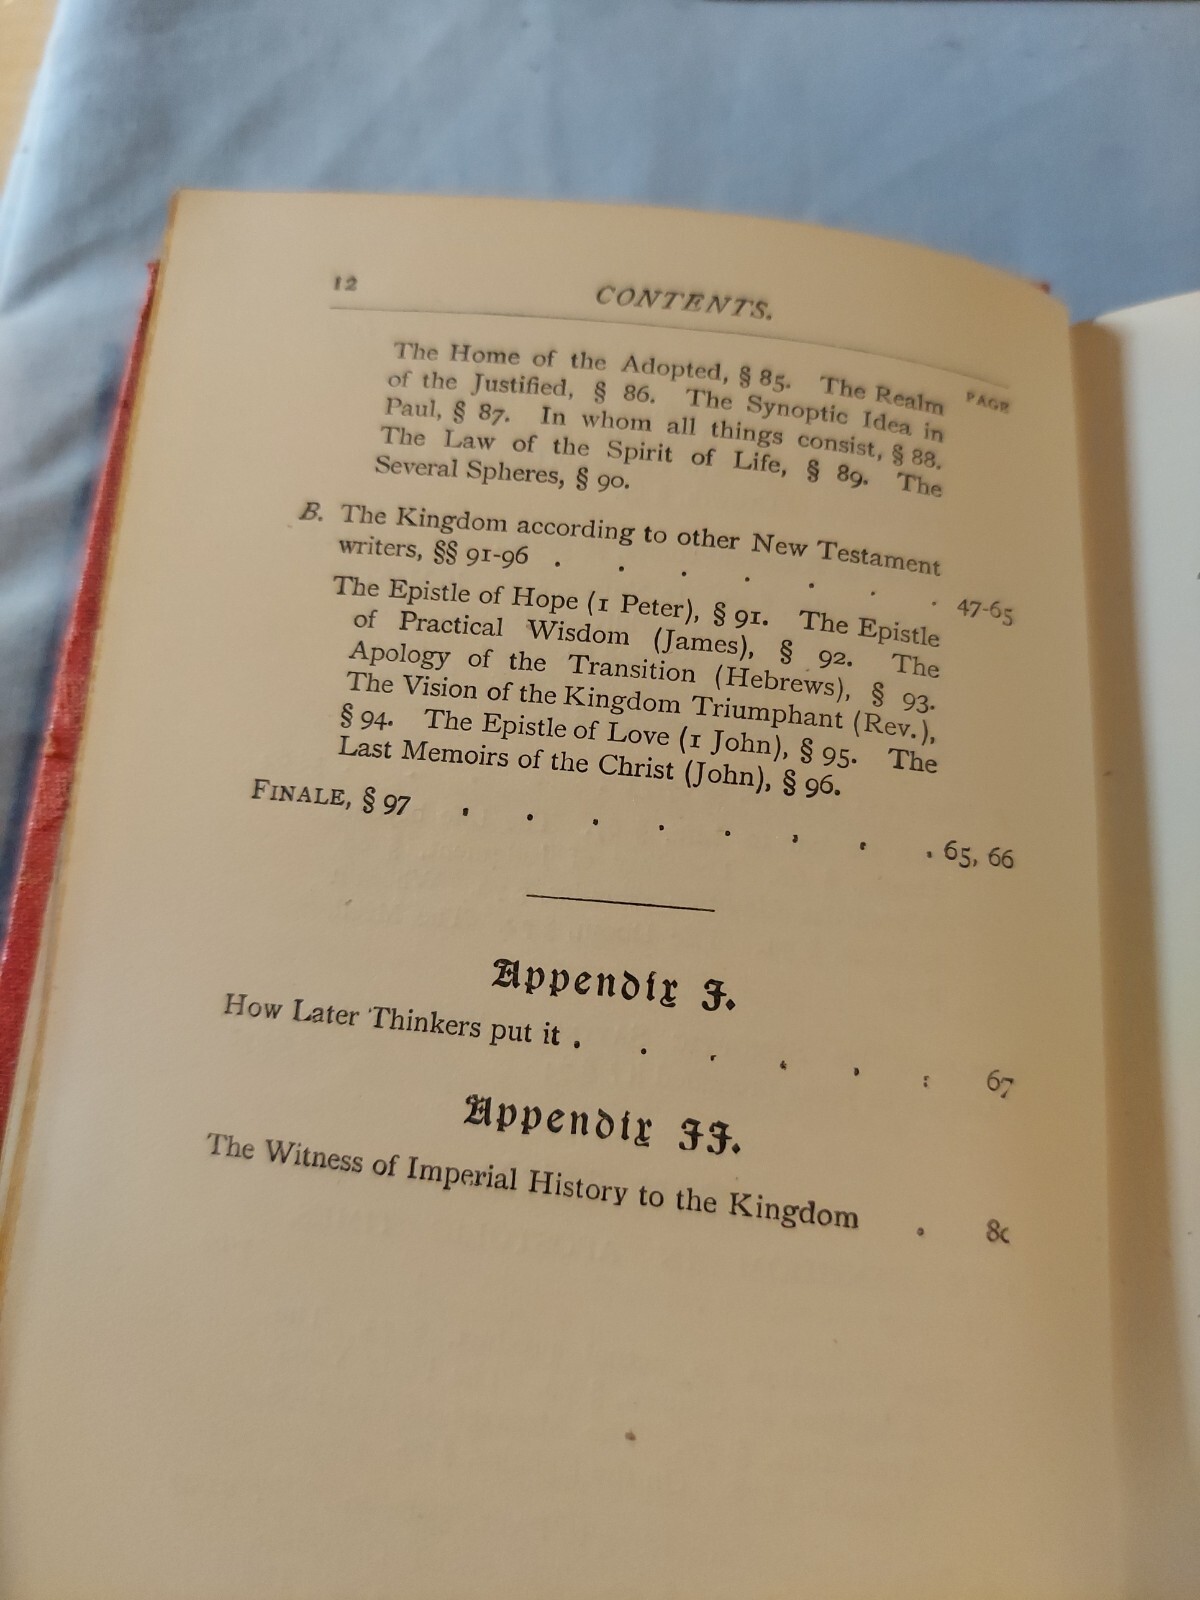 12
CONTENTS.
PAGE
The Home of the Adopted, § 85. The Realm
of the Justified, § 86. The Synoptic Idea in
Paul, § 87. In whom all things consist, § 88.
The Law of the Spirit of Life, § 89. The
Several Spheres, § 90.
B. The Kingdom according to other New Testament
writers, §§ 91-96 . . . . . . . 47-65
The Epistle of Hope (1 Peter), § 91. The Epistle
of Practical Wisdom (James), § 92. The
Apology of the Transition (Hebrews), § 93.
The Vision of the Kingdom Triumphant (Rev.),
§ 94. The Epistle of Love (1 John), § 95. The
Last Memoirs of the Christ (John), § 96.
FINALE, § 97 . . . . . . . . 65, 66
Appendix I.
How Later Thinkers put it . . . . . . 67
Appendix II.
The Witness of Imperial History to the Kingdom .